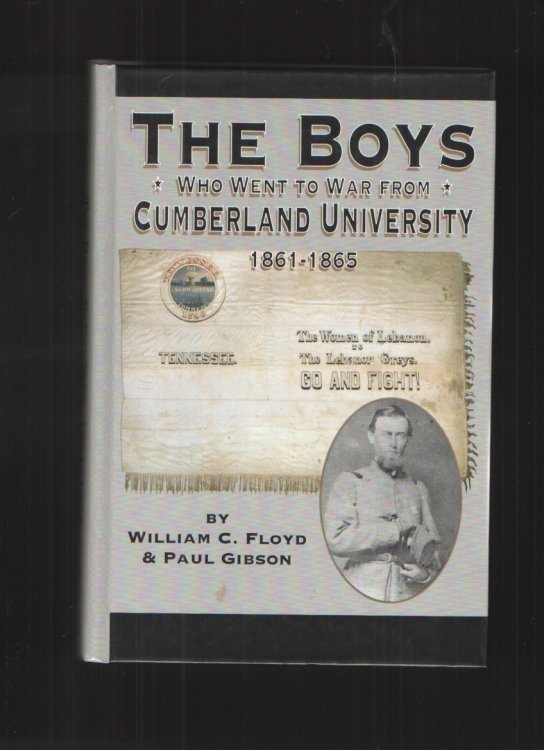 THE BOYS
WHO WENT TO WAR FROM
CUMBERLAND UNIVERSITY
1861-1865
AGRICULTURE
TENNESSEE.
The Women of Lebanon.
TO
The Lebanon Greys.
GO AND FIGHT!
BY
WILLIAM C. FLOYD
& PAUL GIBSON